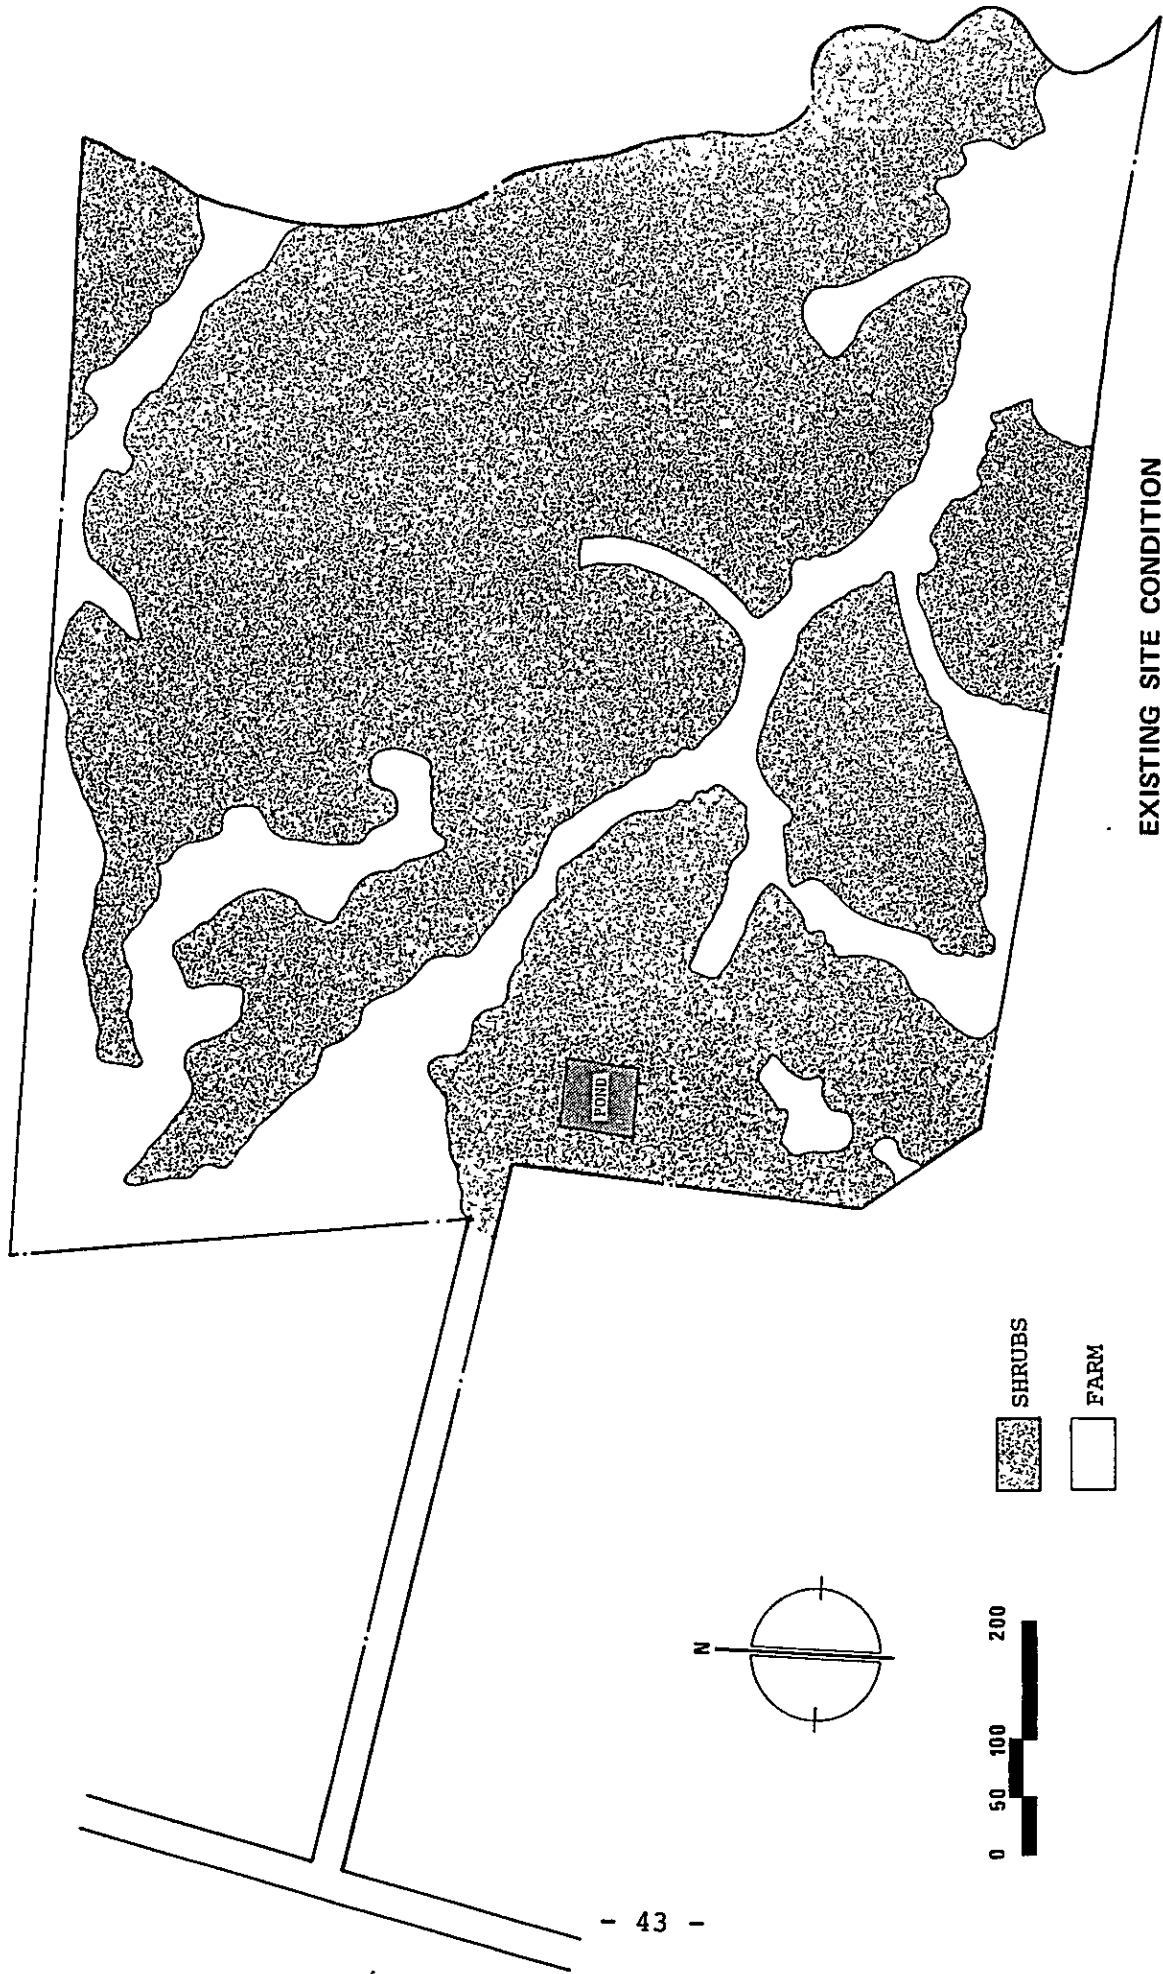 POND
N
SHRUBS
FARM
0 50 100 200
EXISTING SITE CONDITION
- 43 -